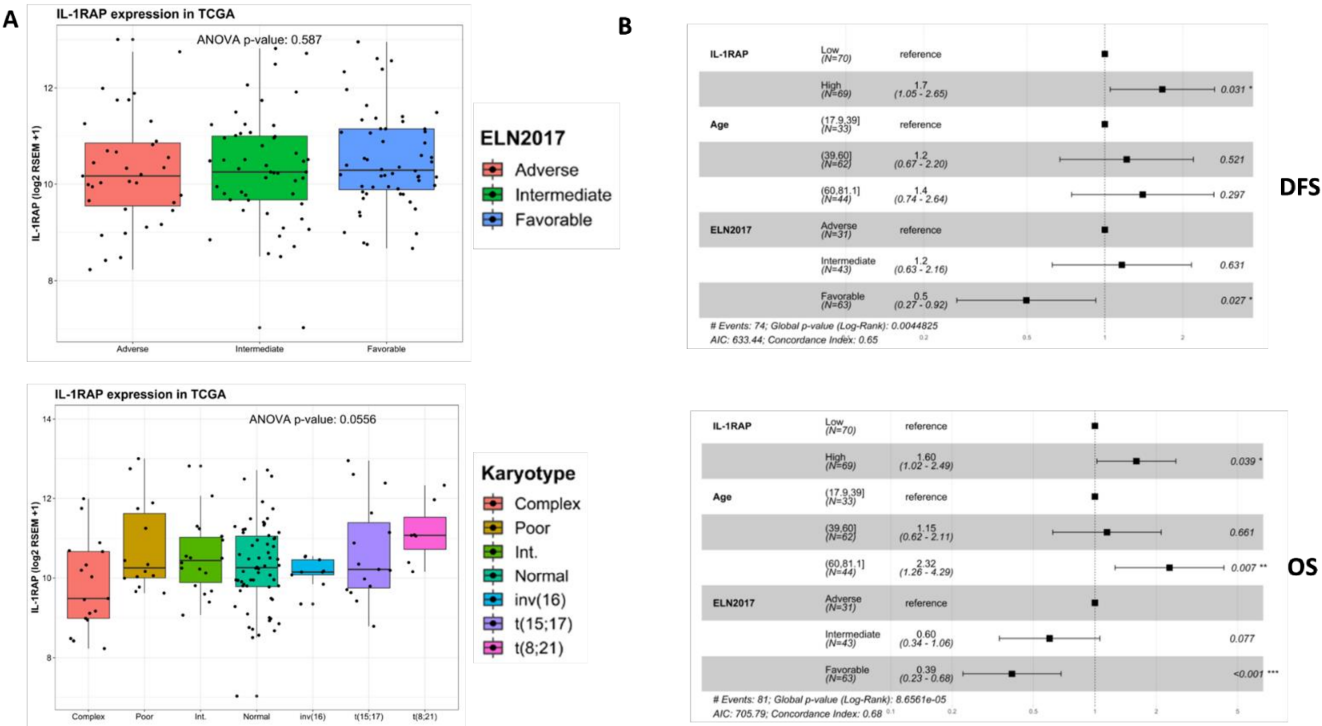 A
IL-1RAP expression in TCGA
ANOVA p-value: 0.587
IL-1RAP (log2 RSEM +1)
12
10
8
Adverse
Intermediate
Favorable
ELN2017
Adverse
Intermediate
Favorable
IL-1RAP expression in TCGA
ANOVA p-value: 0.0556
IL-1RAP (log2 RSEM +1)
14
12
10
8
Complex
Poor
Int.
Normal
inv(16)
t(15;17)
t(8;21)
Karyotype
Complex
Poor
Int.
Normal
inv(16)
t(15;17)
t(8;21)
B
IL-1RAP
Low
(N=70)
reference
High
(N=69)
1.7
(1.05 - 2.65)
0.031 *
Age
(17.9,39]
(N=33)
reference
(39,60]
(N=62)
1.2
(0.67 - 2.20)
0.521
(60,81.1]
(N=44)
1.4
(0.74 - 2.64)
0.297
ELN2017
Adverse
(N=31)
reference
Intermediate
(N=43)
1.2
(0.63 - 2.16)
0.631
Favorable
(N=63)
0.5
(0.27 - 0.92)
0.027 *
# Events: 74; Global p-value (Log-Rank): 0.0044825
AIC: 633.44; Concordance Index: 0.65
0.2
0.5
1
2
DFS
IL-1RAP
Low
(N=70)
reference
High
(N=69)
1.60
(1.02 - 2.49)
0.039 *
Age
(17.9,39]
(N=33)
reference
(39,60]
(N=62)
1.15
(0.62 - 2.11)
0.661
(60,81.1]
(N=44)
2.32
(1.26 - 4.29)
0.007 **
ELN2017
Adverse
(N=31)
reference
Intermediate
(N=43)
0.60
(0.34 - 1.06)
0.077
Favorable
(N=63)
0.39
(0.23 - 0.68)
<0.001 ***
# Events: 81; Global p-value (Log-Rank): 8.6561e-05
AIC: 705.79; Concordance Index: 0.68
0.1
0.2
0.5
1
2
5
OS